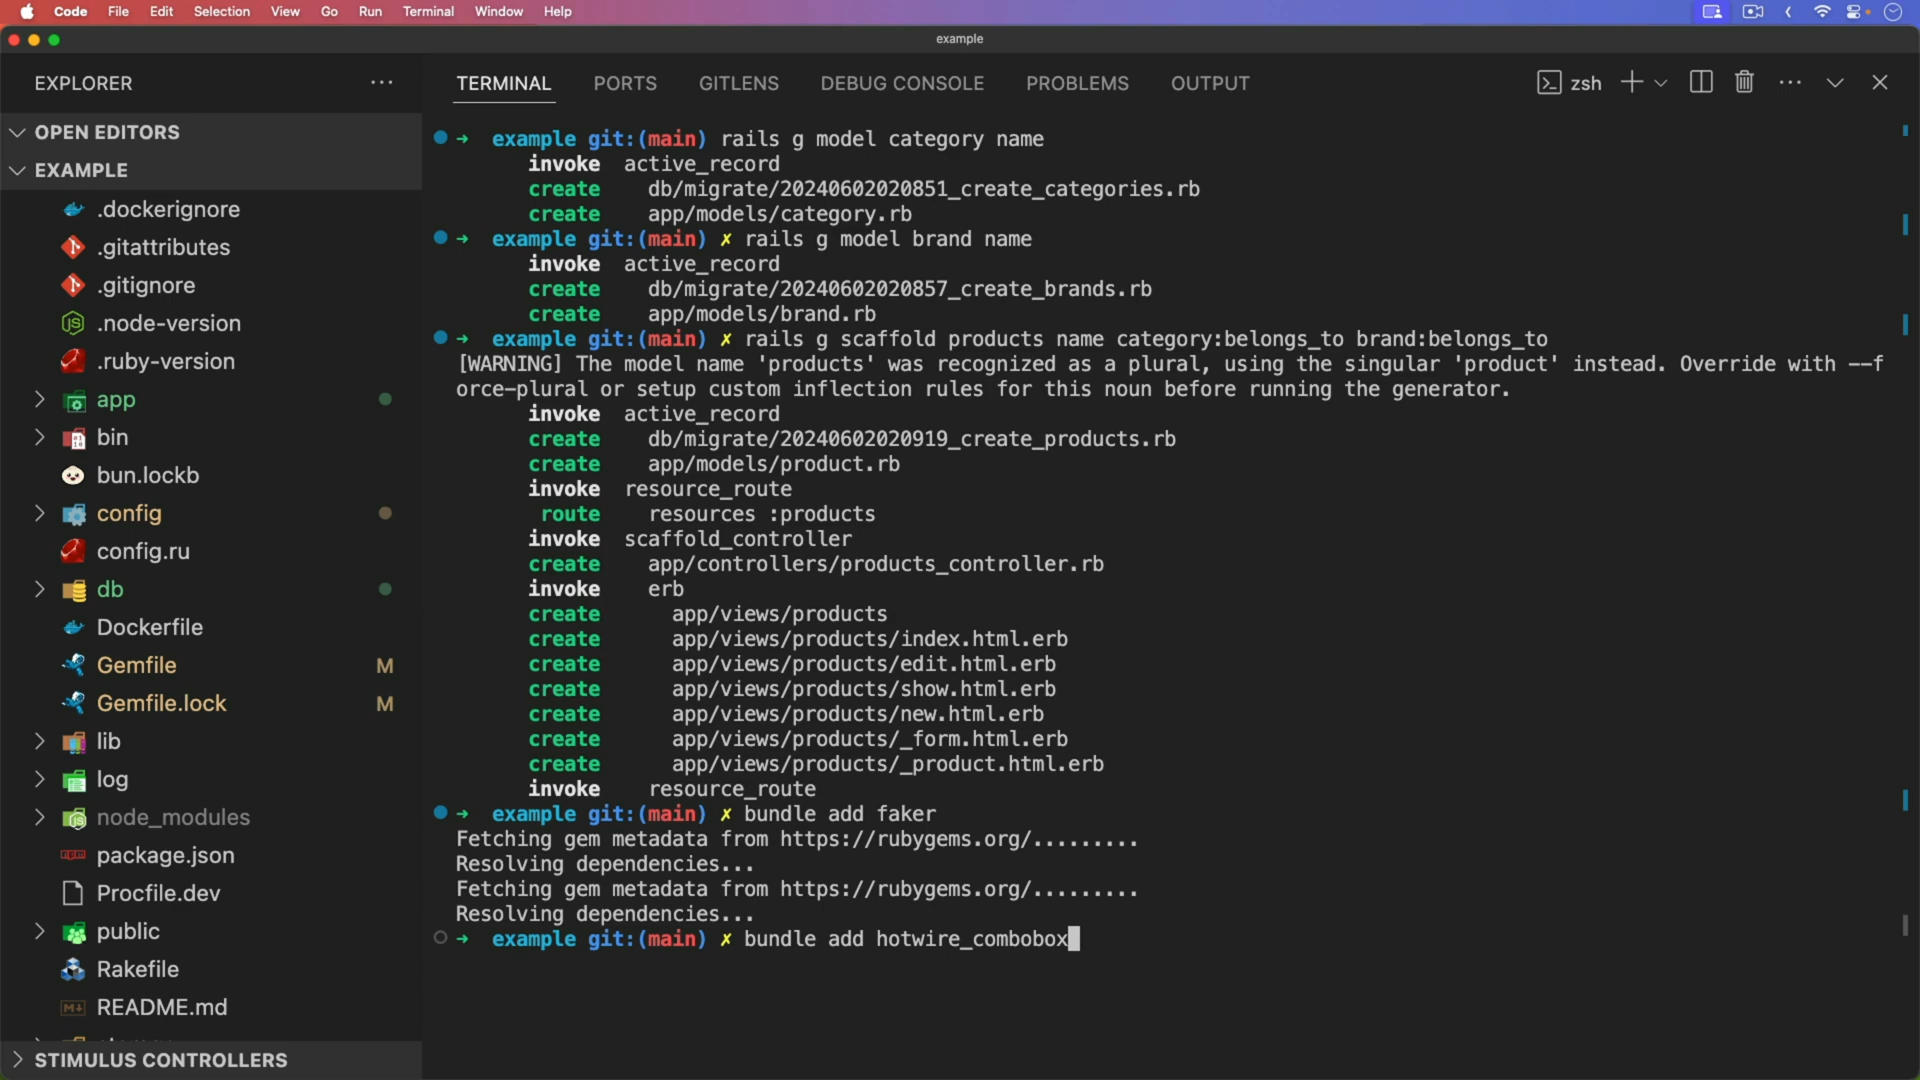 Code File Edit Selection View Go Run Terminal Window Help
example
EXPLORER
OPEN EDITORS
EXAMPLE
.dockerignore
.gitattributes
.gitignore
.node-version
.ruby-version
app
bin
bun.lockb
config
config.ru
db
Dockerfile
Gemfile M
Gemfile.lock M
lib
log
node_modules
package.json
Procfile.dev
public
Rakefile
README.md
STIMULUS CONTROLLERS
TERMINAL PORTS GITLENS DEBUG CONSOLE PROBLEMS OUTPUT zsh
➜ example git:(main) rails g model category name
invoke active_record
create db/migrate/20240602020851_create_categories.rb
create app/models/category.rb
➜ example git:(main) ✗ rails g model brand name
invoke active_record
create db/migrate/20240602020857_create_brands.rb
create app/models/brand.rb
➜ example git:(main) ✗ rails g scaffold products name category:belongs_to brand:belongs_to
[WARNING] The model name 'products' was recognized as a plural, using the singular 'product' instead. Override with --f
orce-plural or setup custom inflection rules for this noun before running the generator.
invoke active_record
create db/migrate/20240602020919_create_products.rb
create app/models/product.rb
invoke resource_route
route resources :products
invoke scaffold_controller
create app/controllers/products_controller.rb
invoke erb
create app/views/products
create app/views/products/index.html.erb
create app/views/products/edit.html.erb
create app/views/products/show.html.erb
create app/views/products/new.html.erb
create app/views/products/_form.html.erb
create app/views/products/_product.html.erb
invoke resource_route
➜ example git:(main) ✗ bundle add faker
Fetching gem metadata from https://rubygems.org/.........
Resolving dependencies...
Fetching gem metadata from https://rubygems.org/.........
Resolving dependencies...
➜ example git:(main) ✗ bundle add hotwire_combobox